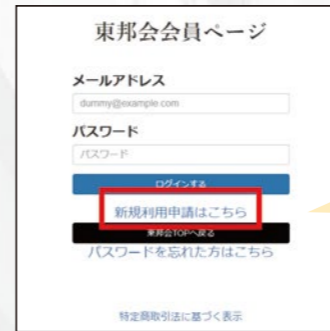 東邦会会員ページ
メールアドレス
dummy@example.com
パスワード
パスワード
ログインする
新規利用申請はこちら
東邦会TOPへ戻る
パスワードを忘れた方はこちら
特定商取引法に基づく表示